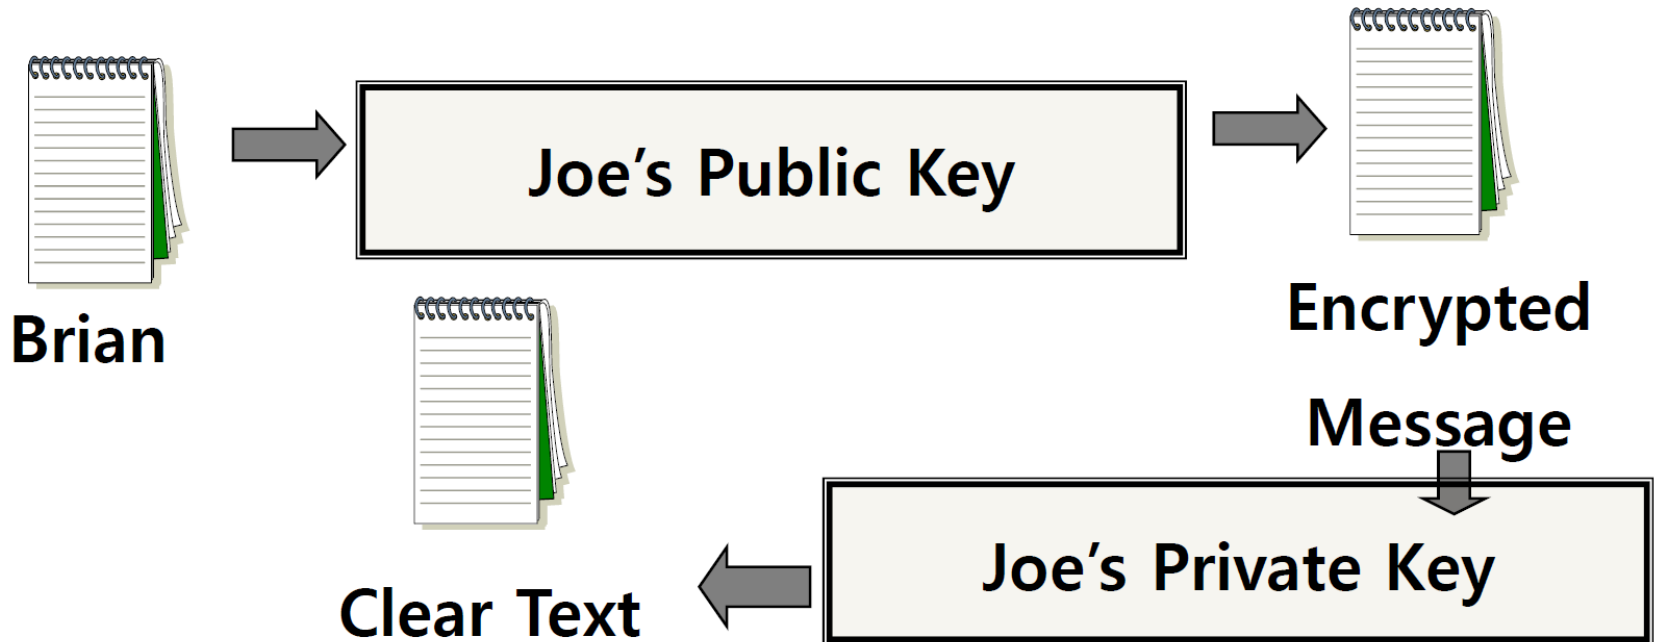 Joe’s Public Key
Brian
Encrypted
Message
Joe’s Private Key
Clear Text